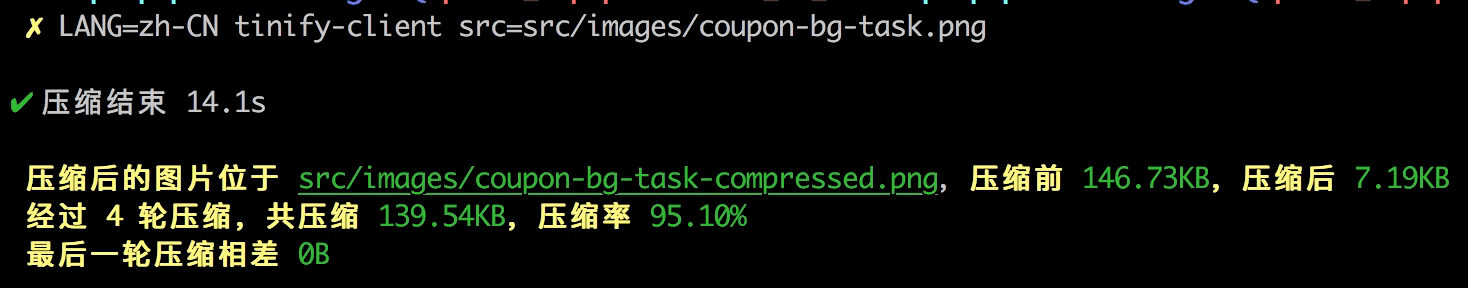 ✗ LANG=zh-CN tinify-client src=src/images/coupon-bg-task.png
✔ 压缩结束 14.1s
压缩后的图片位于 src/images/coupon-bg-task-compressed.png, 压缩前 146.73KB, 压缩后 7.19KB
经过 4 轮压缩, 共压缩 139.54KB, 压缩率 95.10%
最后一轮压缩相差 0B